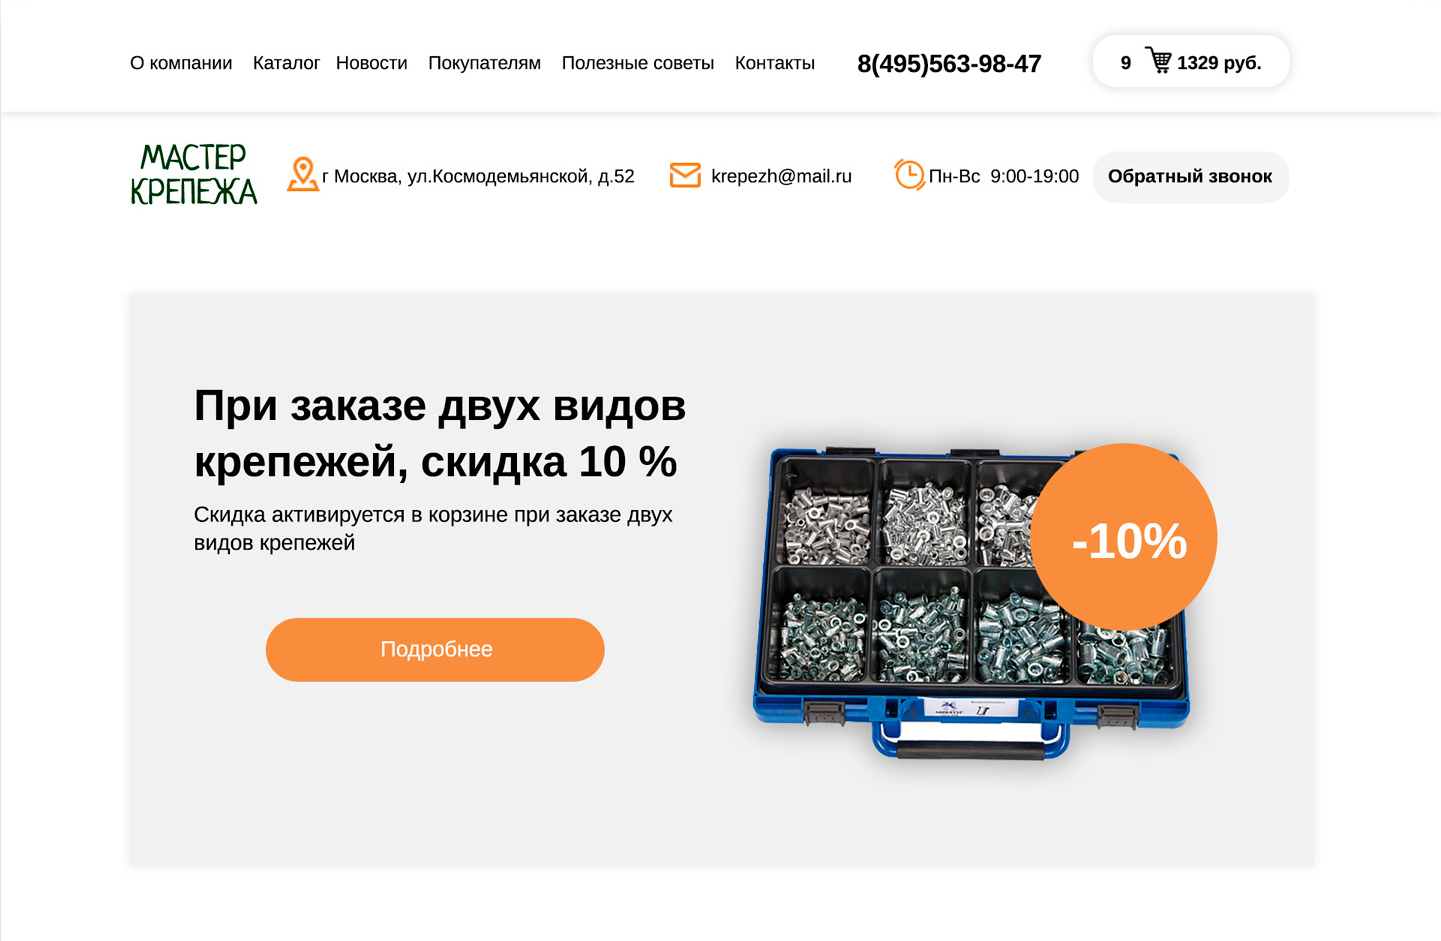 О компании Каталог Новости Покупателям Полезные советы Контакты 8(495)563-98-47 9 1329 руб.
МАСТЕР
КРЕПЕЖА
г Москва, ул.Космодемьянской, д.52 krepezh@mail.ru Пн-Вс 9:00-19:00 Обратный звонок
При заказе двух видов
крепежей, скидка 10 %
Скидка активируется в корзине при заказе двух
видов крепежей
Подробнее
-10%